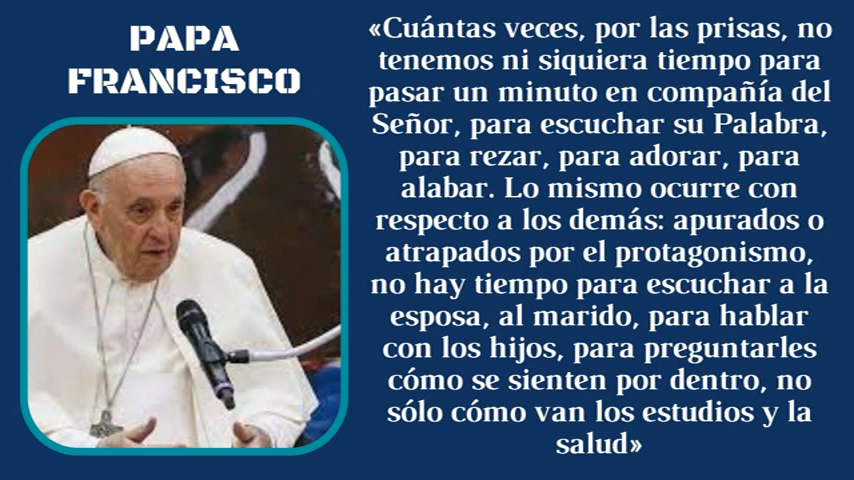 PAPA
FRANCISCO
«Cuántas veces, por las prisas, no
tenemos ni siquiera tiempo para
pasar un minuto en compañía del
Señor, para escuchar su Palabra,
para rezar, para adorar, para
alabar. Lo mismo ocurre con
respecto a los demás: apurados o
atrapados por el protagonismo,
no hay tiempo para escuchar a la
esposa, al marido, para hablar
con los hijos, para preguntarles
cómo se sienten por dentro, no
sólo cómo van los estudios y la
salud»